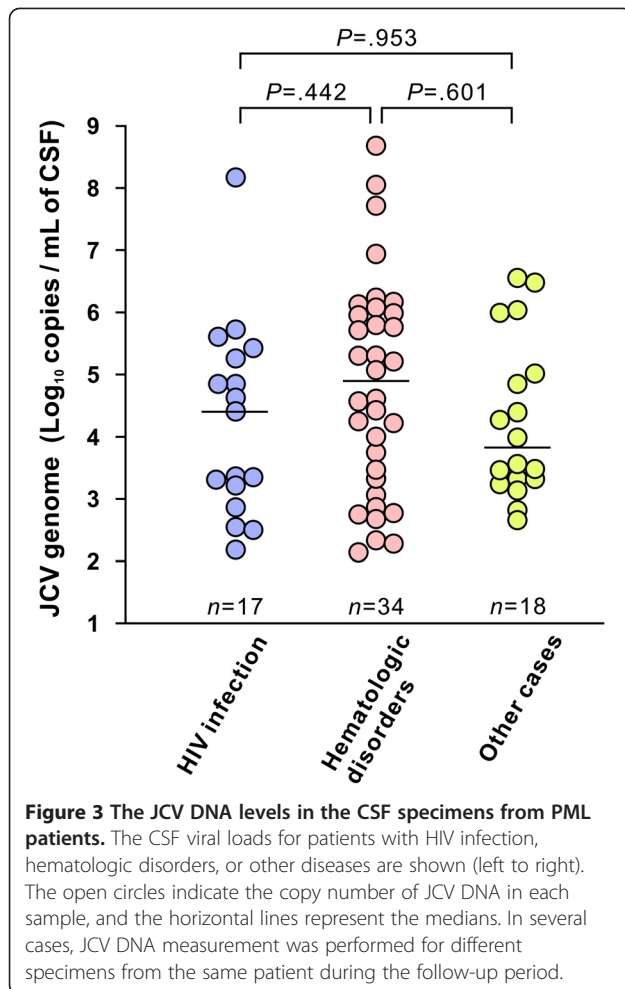 P=.953
P=.442
P=.601
JCV genome (Log₁₀ copies / mL of CSF)
9
8
7
6
5
4
3
2
1
n=17
n=34
n=18
HIV infection
Hematologic
disorders
Other cases
Figure 3 The JCV DNA levels in the CSF specimens from PML
patients. The CSF viral loads for patients with HIV infection,
hematologic disorders, or other diseases are shown (left to right).
The open circles indicate the copy number of JCV DNA in each
sample, and the horizontal lines represent the medians. In several
cases, JCV DNA measurement was performed for different
specimens from the same patient during the follow-up period.